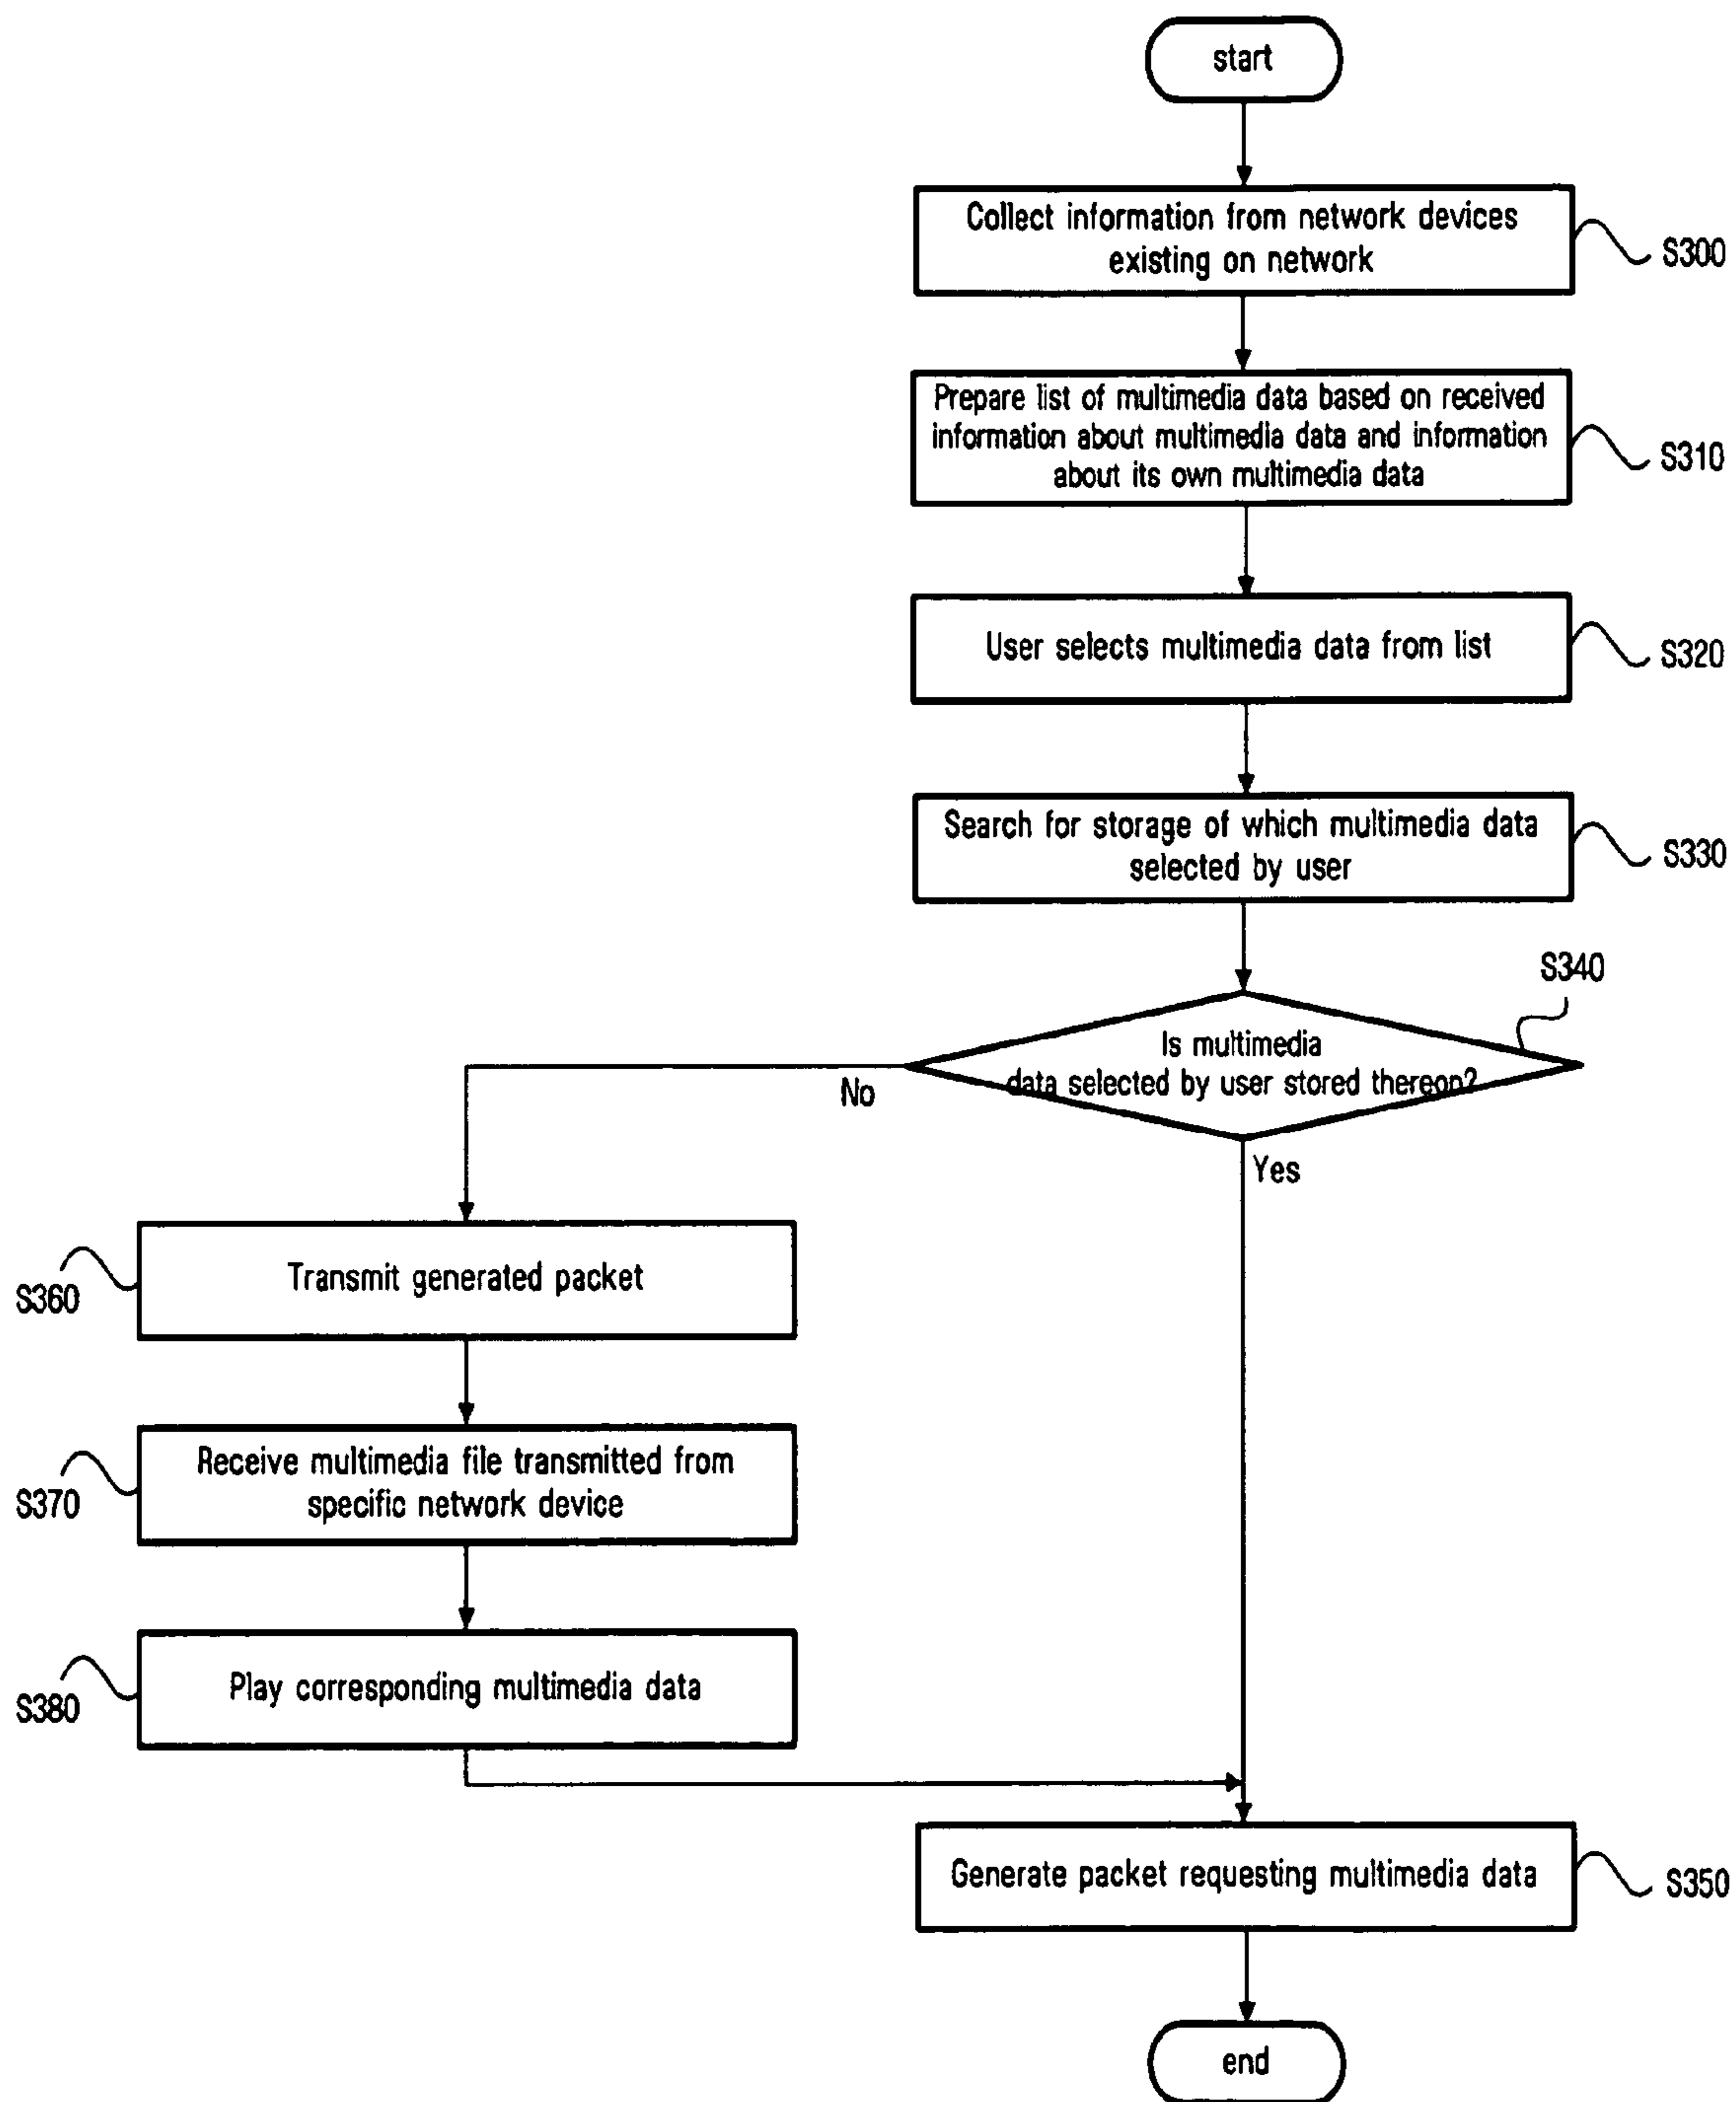 start
Collect information from network devices
existing on network
S300
Prepare list of multimedia data based on received
information about multimedia data and information
about its own multimedia data
S310
User selects multimedia data from list
S320
Search for storage of which multimedia data
selected by user
S330
S340
Is multimedia
data selected by user stored thereon?
No
Yes
Transmit generated packet
S360
Receive multimedia file transmitted from
specific network device
S370
Play corresponding multimedia data
S380
Generate packet requesting multimedia data
S350
end